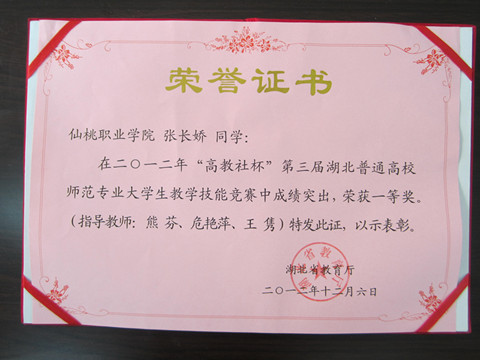 荣誉证书
仙桃职业学院 张长娇 同学:
在二〇一二年“高教社杯”第三届湖北普通高校
师范专业大学生教学技能竞赛中成绩突出,荣获一等奖。
(指导教师: 熊 芬、危艳萍、王 隽)特发此证,以示表彰。
湖北省教育厅
二〇一二年十二月六日